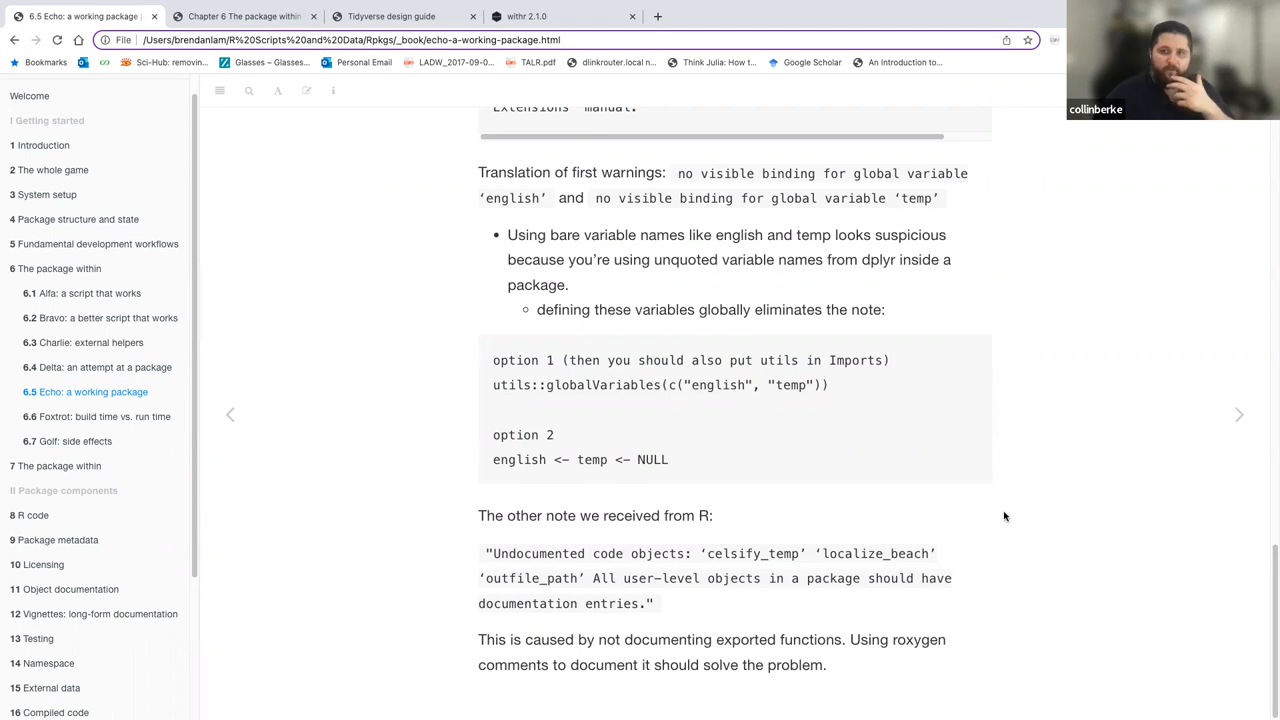 6.5 Echo: a working package |
Chapter 6 The package within
Tidyverse design guide
withr 2.1.0
File
/Users/brendanlam/R%20Scripts%20and%20Data/Rpkgs/_book/echo-a-working-package.html
Bookmarks
Sci-Hub: removin...
Glasses – Glasses...
Personal Email
LADW_2017-09-0...
TALR.pdf
dlinkrouter.local n...
Think Julia: How t...
Google Scholar
An Introduction to...
collinberke
Welcome
I Getting started
1 Introduction
2 The whole game
3 System setup
4 Package structure and state
5 Fundamental development workflows
6 The package within
6.1 Alfa: a script that works
6.2 Bravo: a better script that works
6.3 Charlie: external helpers
6.4 Delta: an attempt at a package
6.5 Echo: a working package
6.6 Foxtrot: build time vs. run time
6.7 Golf: side effects
7 The package within
II Package components
8 R code
9 Package metadata
10 Licensing
11 Object documentation
12 Vignettes: long-form documentation
13 Testing
14 Namespace
15 External data
16 Compiled code
Extensions' manual.
Translation of first warnings: no visible binding for global variable
‘english’ and no visible binding for global variable ‘temp’
• Using bare variable names like english and temp looks suspicious
because you’re using unquoted variable names from dplyr inside a
package.
◦ defining these variables globally eliminates the note:
option 1 (then you should also put utils in Imports)
utils::globalVariables(c("english", "temp"))
option 2
english <- temp <- NULL
The other note we received from R:
"Undocumented code objects: ‘celsify_temp’ ‘localize_beach’
‘outfile_path’ All user-level objects in a package should have
documentation entries."
This is caused by not documenting exported functions. Using roxygen
comments to document it should solve the problem.